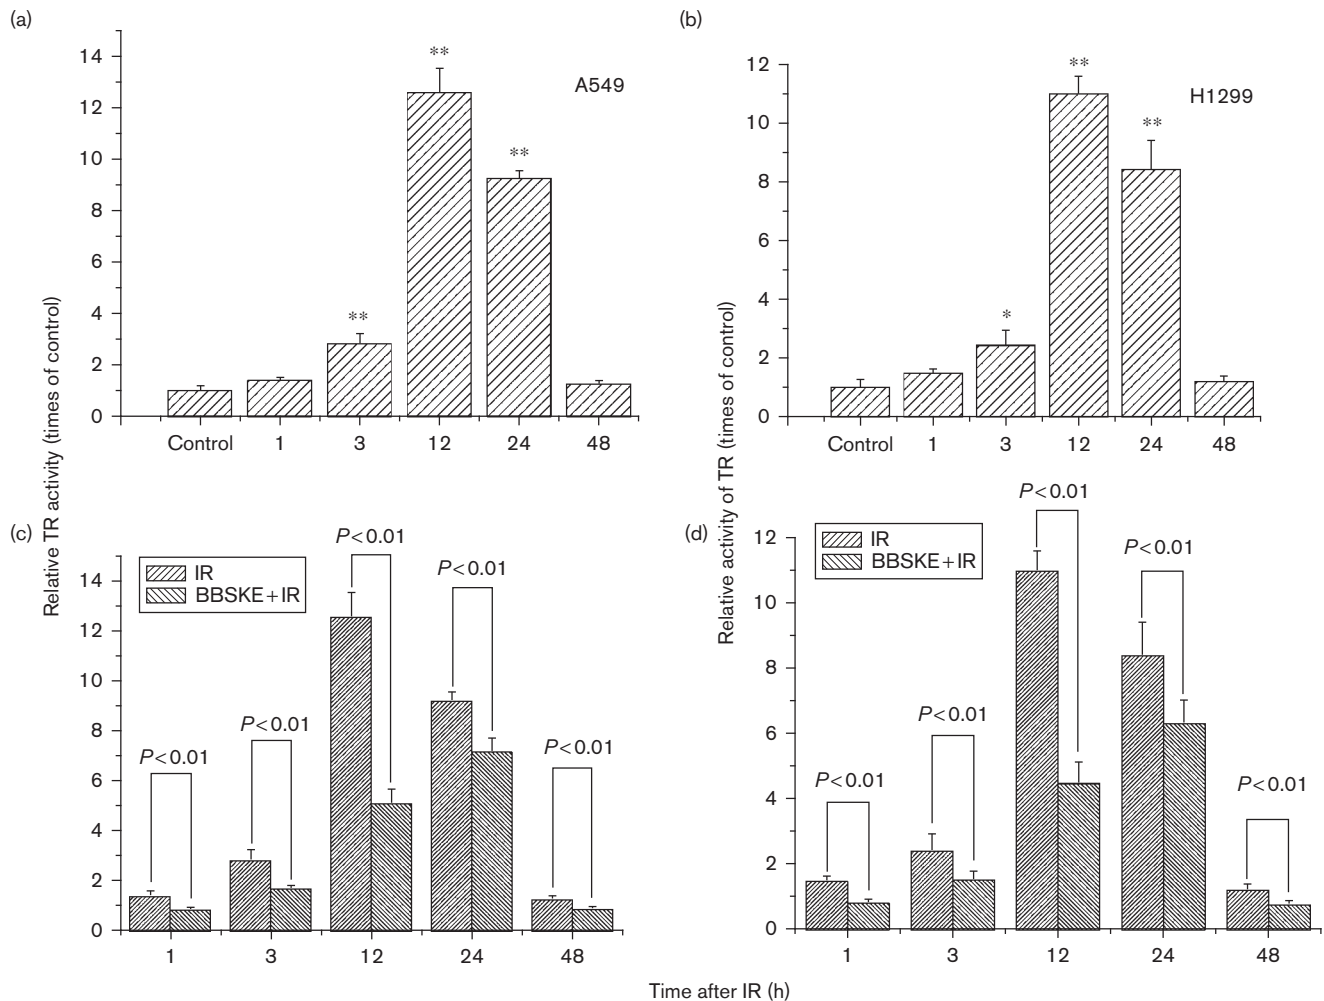 (a)
14
12
10
8
6
4
2
0
**
**
**
A549
Control 1 3 12 24 48
(b)
12
10
8
6
4
2
0
*
**
**
H1299
Control 1 3 12 24 48
Relative TR activity (times of control)
(c)
14
12
10
8
6
4
2
0
IR
BBSKE+IR
P<0.01
P<0.01
P<0.01
P<0.01
P<0.01
1 3 12 24 48
Relative activity of TR (times of control)
(d)
12
10
8
6
4
2
0
IR
BBSKE+IR
P<0.01
P<0.01
P<0.01
P<0.01
P<0.01
1 3 12 24 48
Time after IR (h)